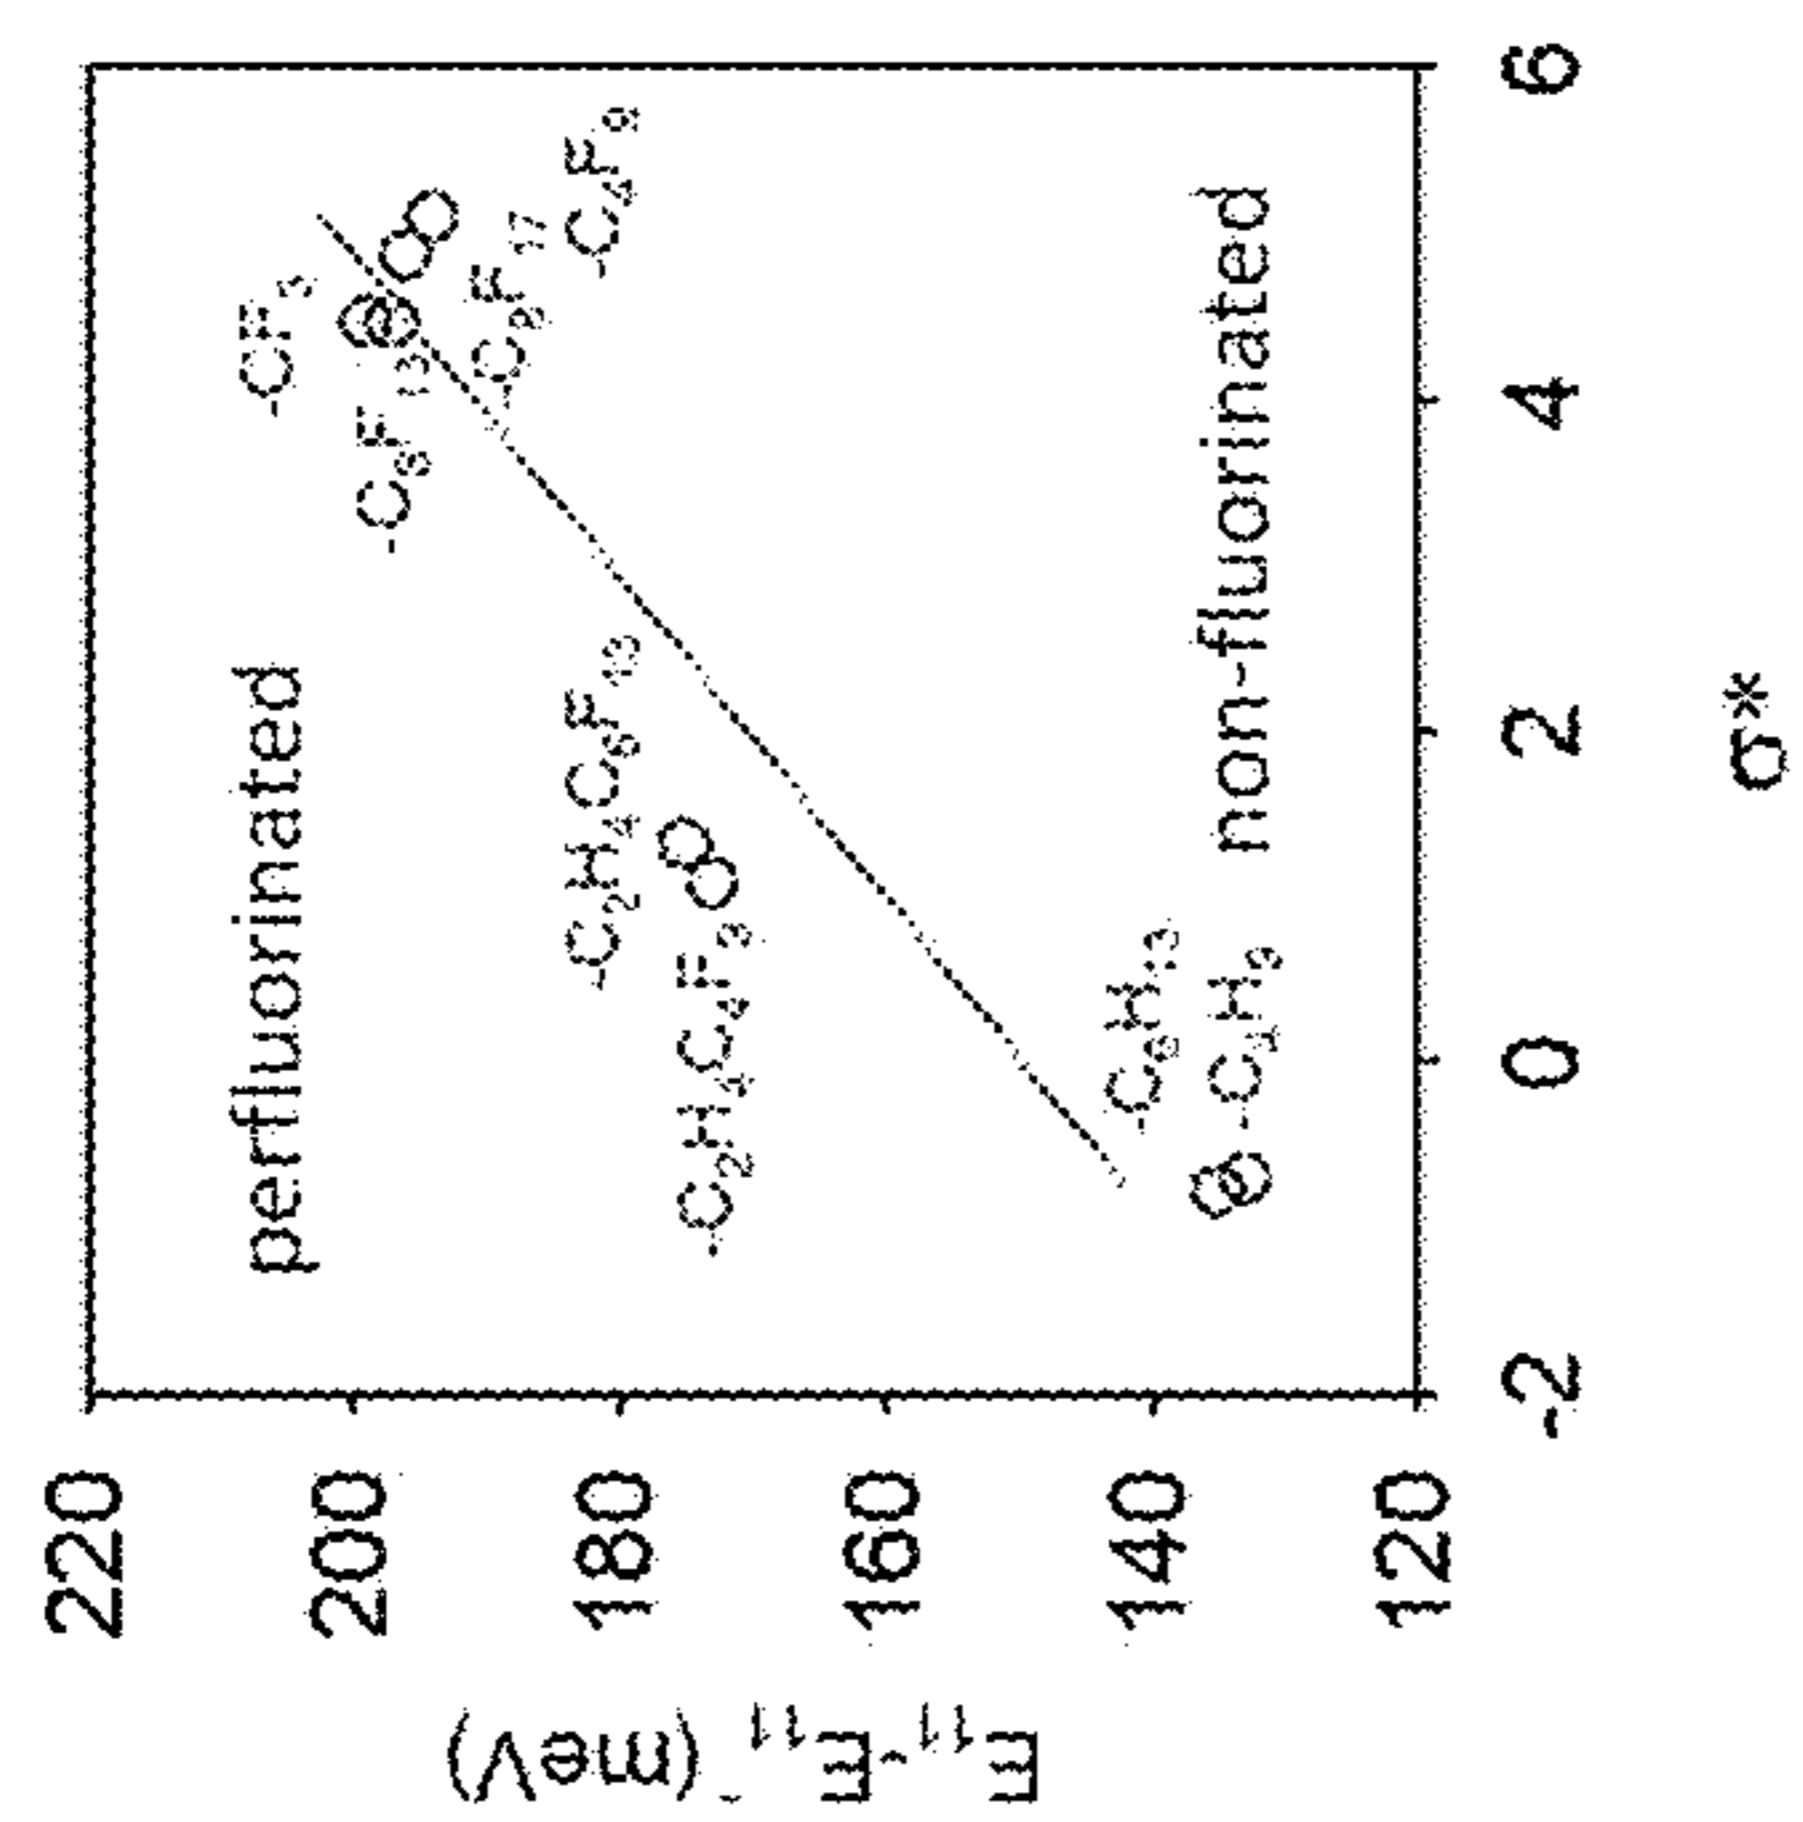 220
200
180
160
140
120
E₁₁-E₁₁⁻ (meV)
perfluorinated
-CF₃
-C₆F₁₃
-C₈F₁₇
-C₄F₉
-C₂H₄C₆F₁₃
-C₂H₄C₄F₃
-C₆H₁₃
-C₄H₉
non-fluorinated
-2
0
2
4
6
σ*